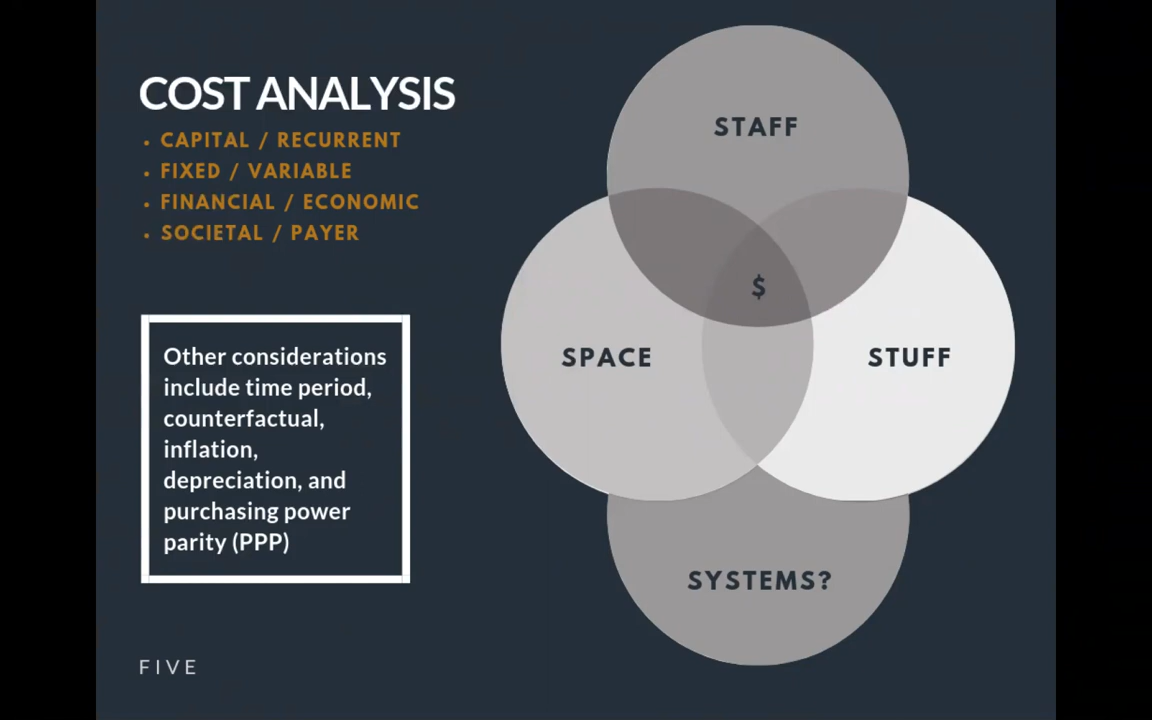 COST ANALYSIS
• CAPITAL / RECURRENT
• FIXED / VARIABLE
• FINANCIAL / ECONOMIC
• SOCIETAL / PAYER
Other considerations
include time period,
counterfactual,
inflation,
depreciation, and
purchasing power
parity (PPP)
FIVE
STAFF
$
SPACE
STUFF
SYSTEMS?